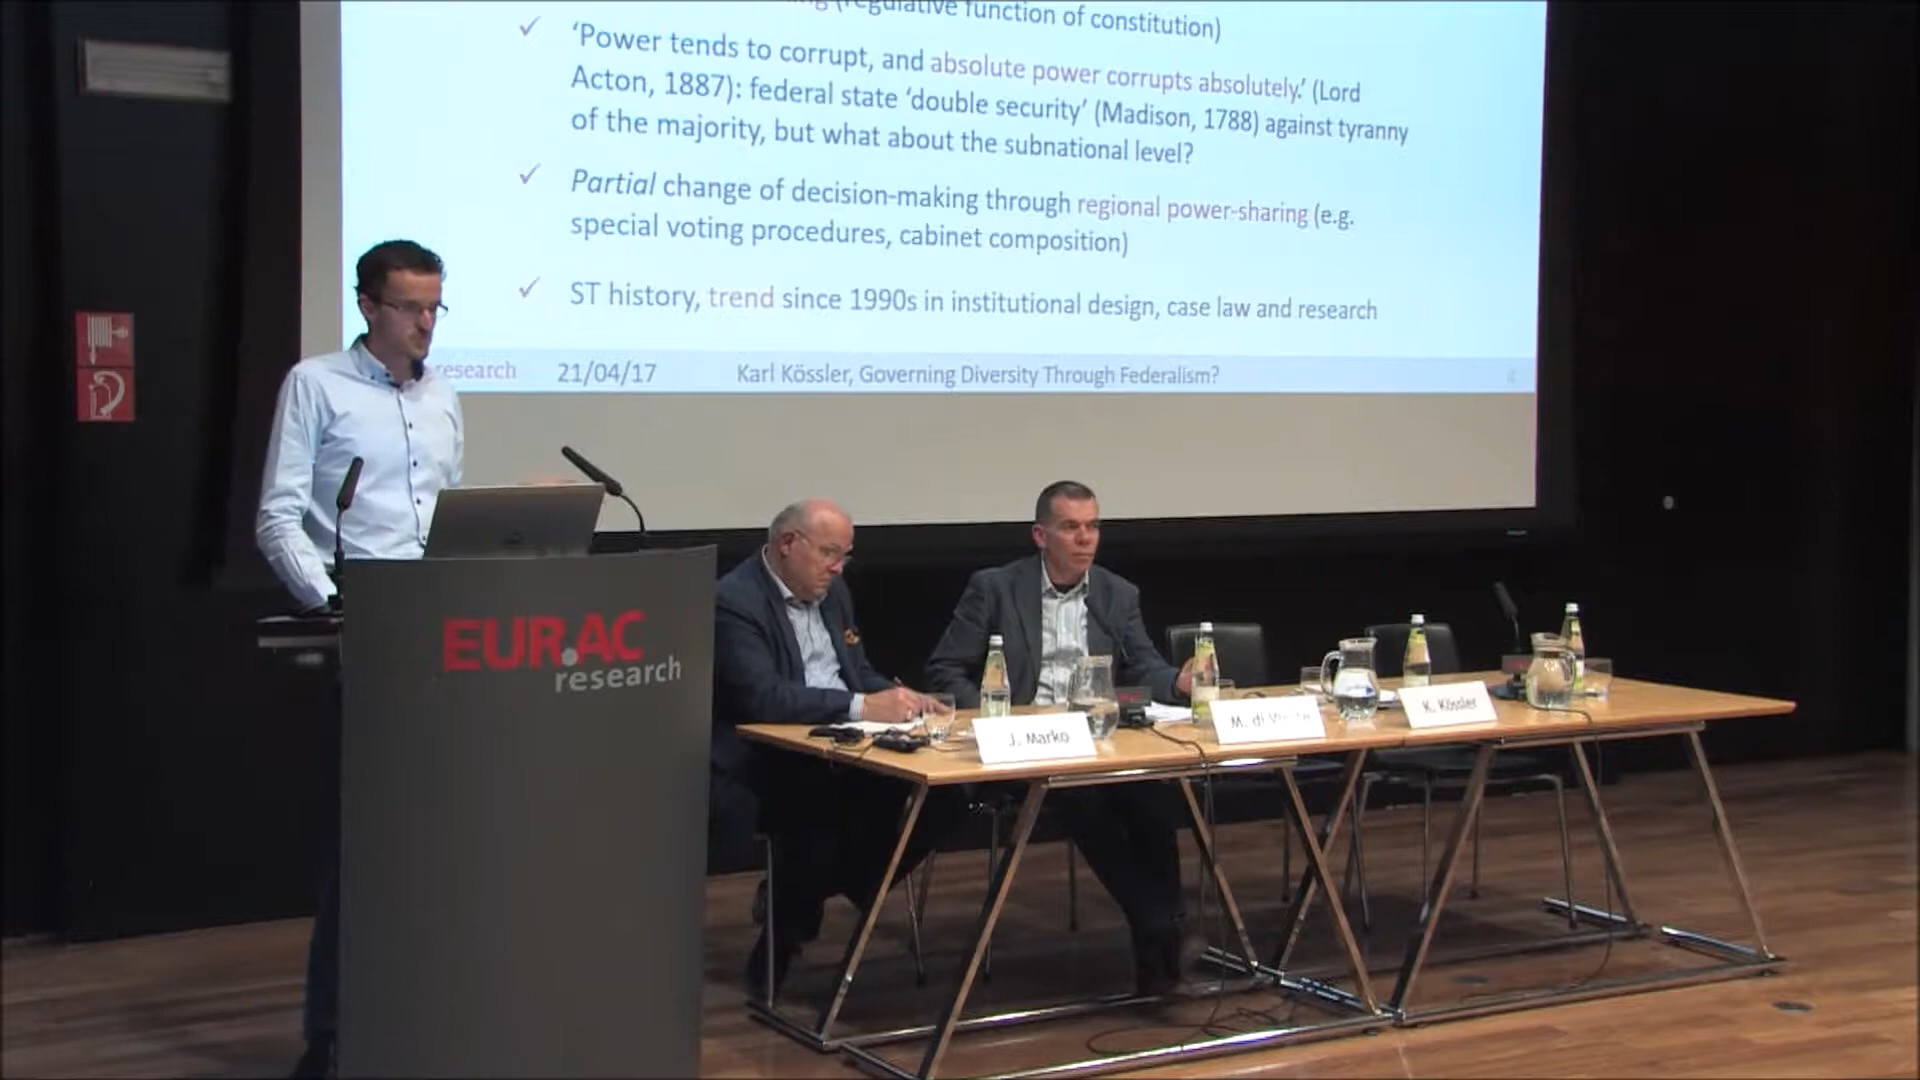 (regulative function of constitution)
✓ ‘Power tends to corrupt, and absolute power corrupts absolutely.’ (Lord
Acton, 1887): federal state ‘double security’ (Madison, 1788) against tyranny
of the majority, but what about the subnational level?
✓ Partial change of decision-making through regional power-sharing (e.g.
special voting procedures, cabinet composition)
✓ ST history, trend since 1990s in institutional design, case law and research
research 21/04/17 Karl Kössler, Governing Diversity Through Federalism? 4
EURAC
research
J. Marko
M. di
K. Kössler